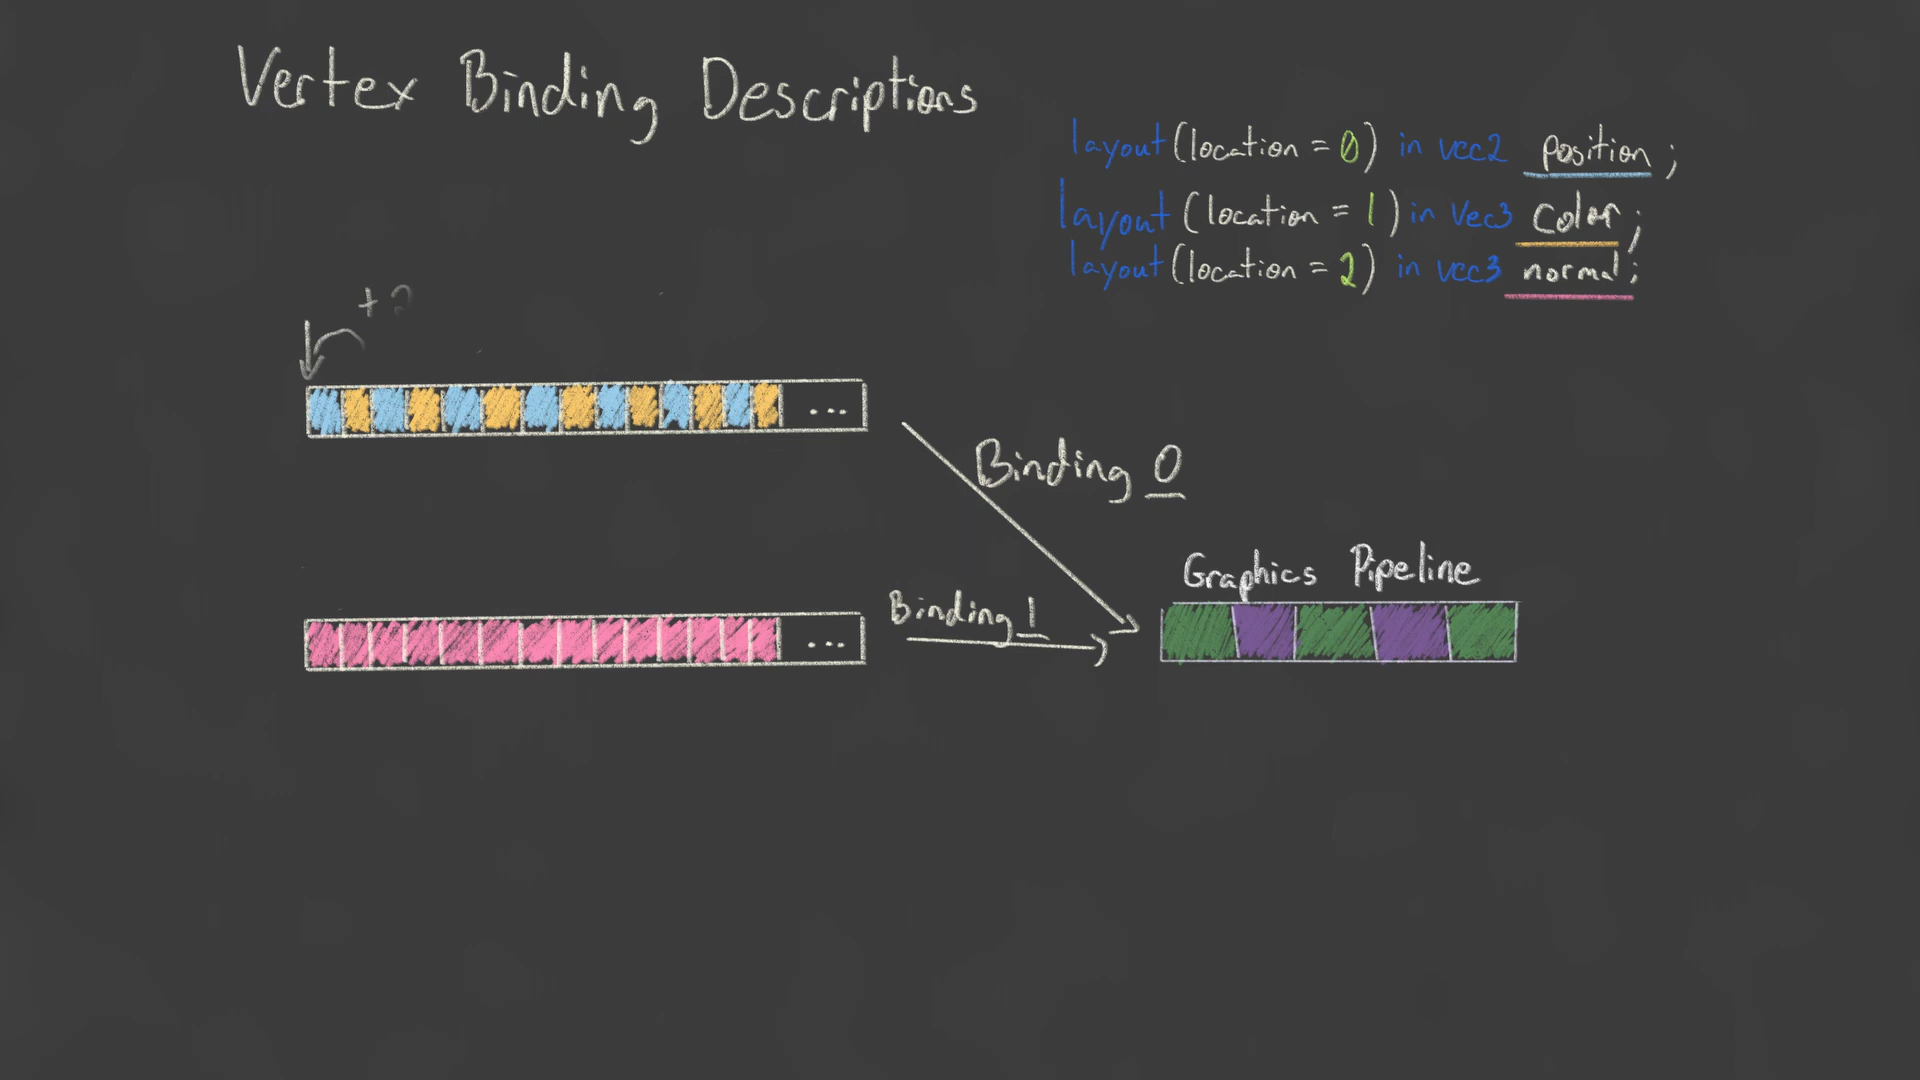 Vertex Binding Descriptions
layout (location = 0) in vec2 position;
layout (location = 1) in vec3 color;
layout (location = 2) in vec3 normal;
+
...
Binding 0
Graphics Pipeline
Binding 1
...